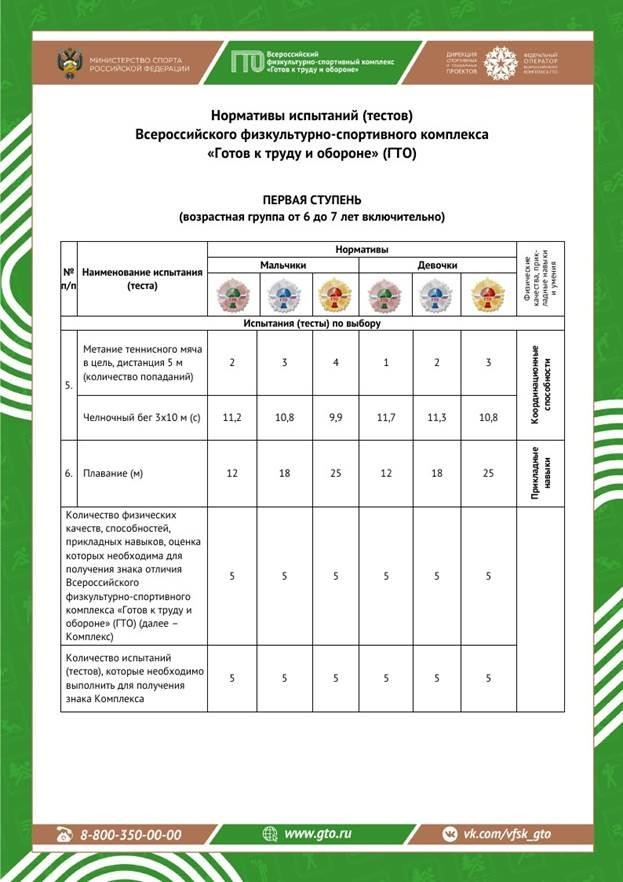 МИНИСТЕРСТВО СПОРТА
РОССИЙСКОЙ ФЕДЕРАЦИИ
ГТО
Всероссийский
физкультурно-спортивный комплекс
«Готов к труду и обороне»
ДИРЕКЦИЯ
СПОРТИВНЫХ
И СОЦИАЛЬНЫХ
ПРОЕКТОВ
ФЕДЕРАЛЬНЫЙ
ОПЕРАТОР
ВСЕРОССИЙСКОГО
КОМПЛЕКСА ГТО
Нормативы испытаний (тестов)
Всероссийского физкультурно-спортивного комплекса
«Готов к труду и обороне» (ГТО)
ПЕРВАЯ СТУПЕНЬ
(возрастная группа от 6 до 7 лет включительно)
№
п/п
Наименование испытания
(теста)
Нормативы
Мальчики
Девочки
Физические
качества, прик-
ладные навыки
и умения
Испытания (тесты) по выбору
5.
Метание теннисного мяча
в цель, дистанция 5 м
(количество попаданий)
2 3 4 1 2 3
Челночный бег 3х10 м (с)
11,2 10,8 9,9 11,7 11,3 10,8
Координационные
способности
6. Плавание (м) 12 18 25 12 18 25
Прикладные
навыки
Количество физических
качеств, способностей,
прикладных навыков, оценка
которых необходима для
получения знака отличия
Всероссийского
физкультурно-спортивного
комплекса «Готов к труду и
обороне» (ГТО) (далее –
Комплекс)
5 5 5 5 5 5
Количество испытаний
(тестов), которые необходимо
выполнить для получения
знака Комплекса
5 5 5 5 5 5
8-800-350-00-00
www.gto.ru
vk.com/vfsk_gto